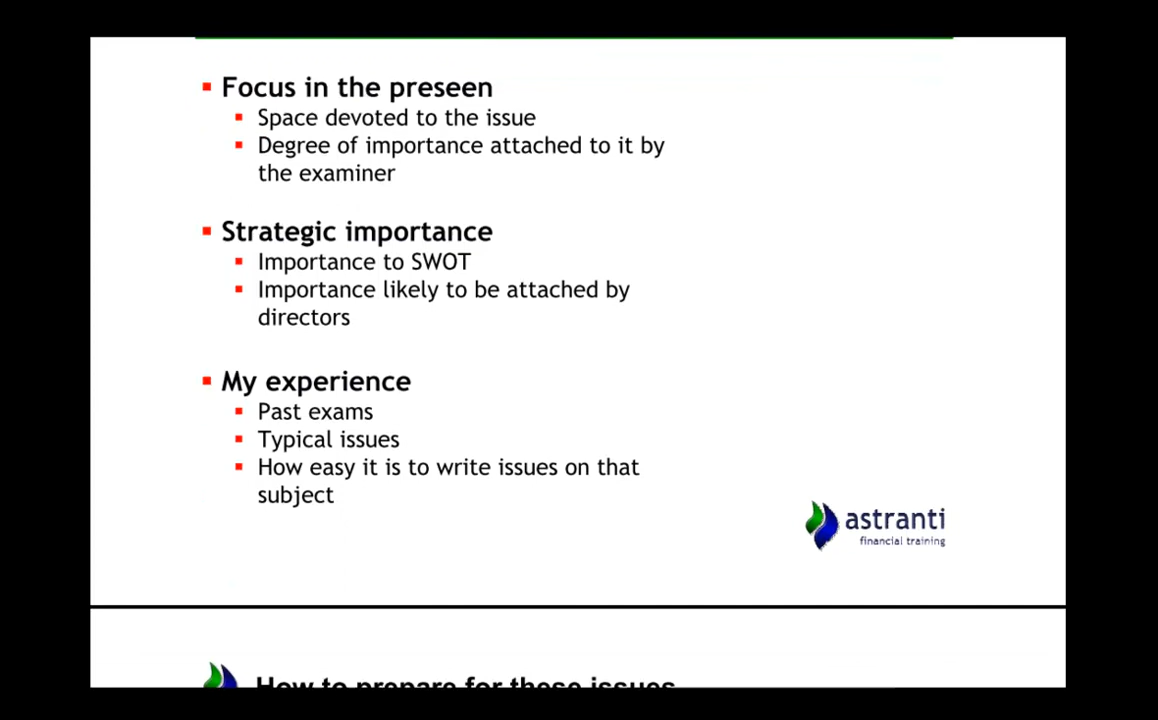 Focus in the preseen
Space devoted to the issue
Degree of importance attached to it by
the examiner
Strategic importance
Importance to SWOT
Importance likely to be attached by
directors
My experience
Past exams
Typical issues
How easy it is to write issues on that
subject
astranti
financial training
How to prepare for these issues